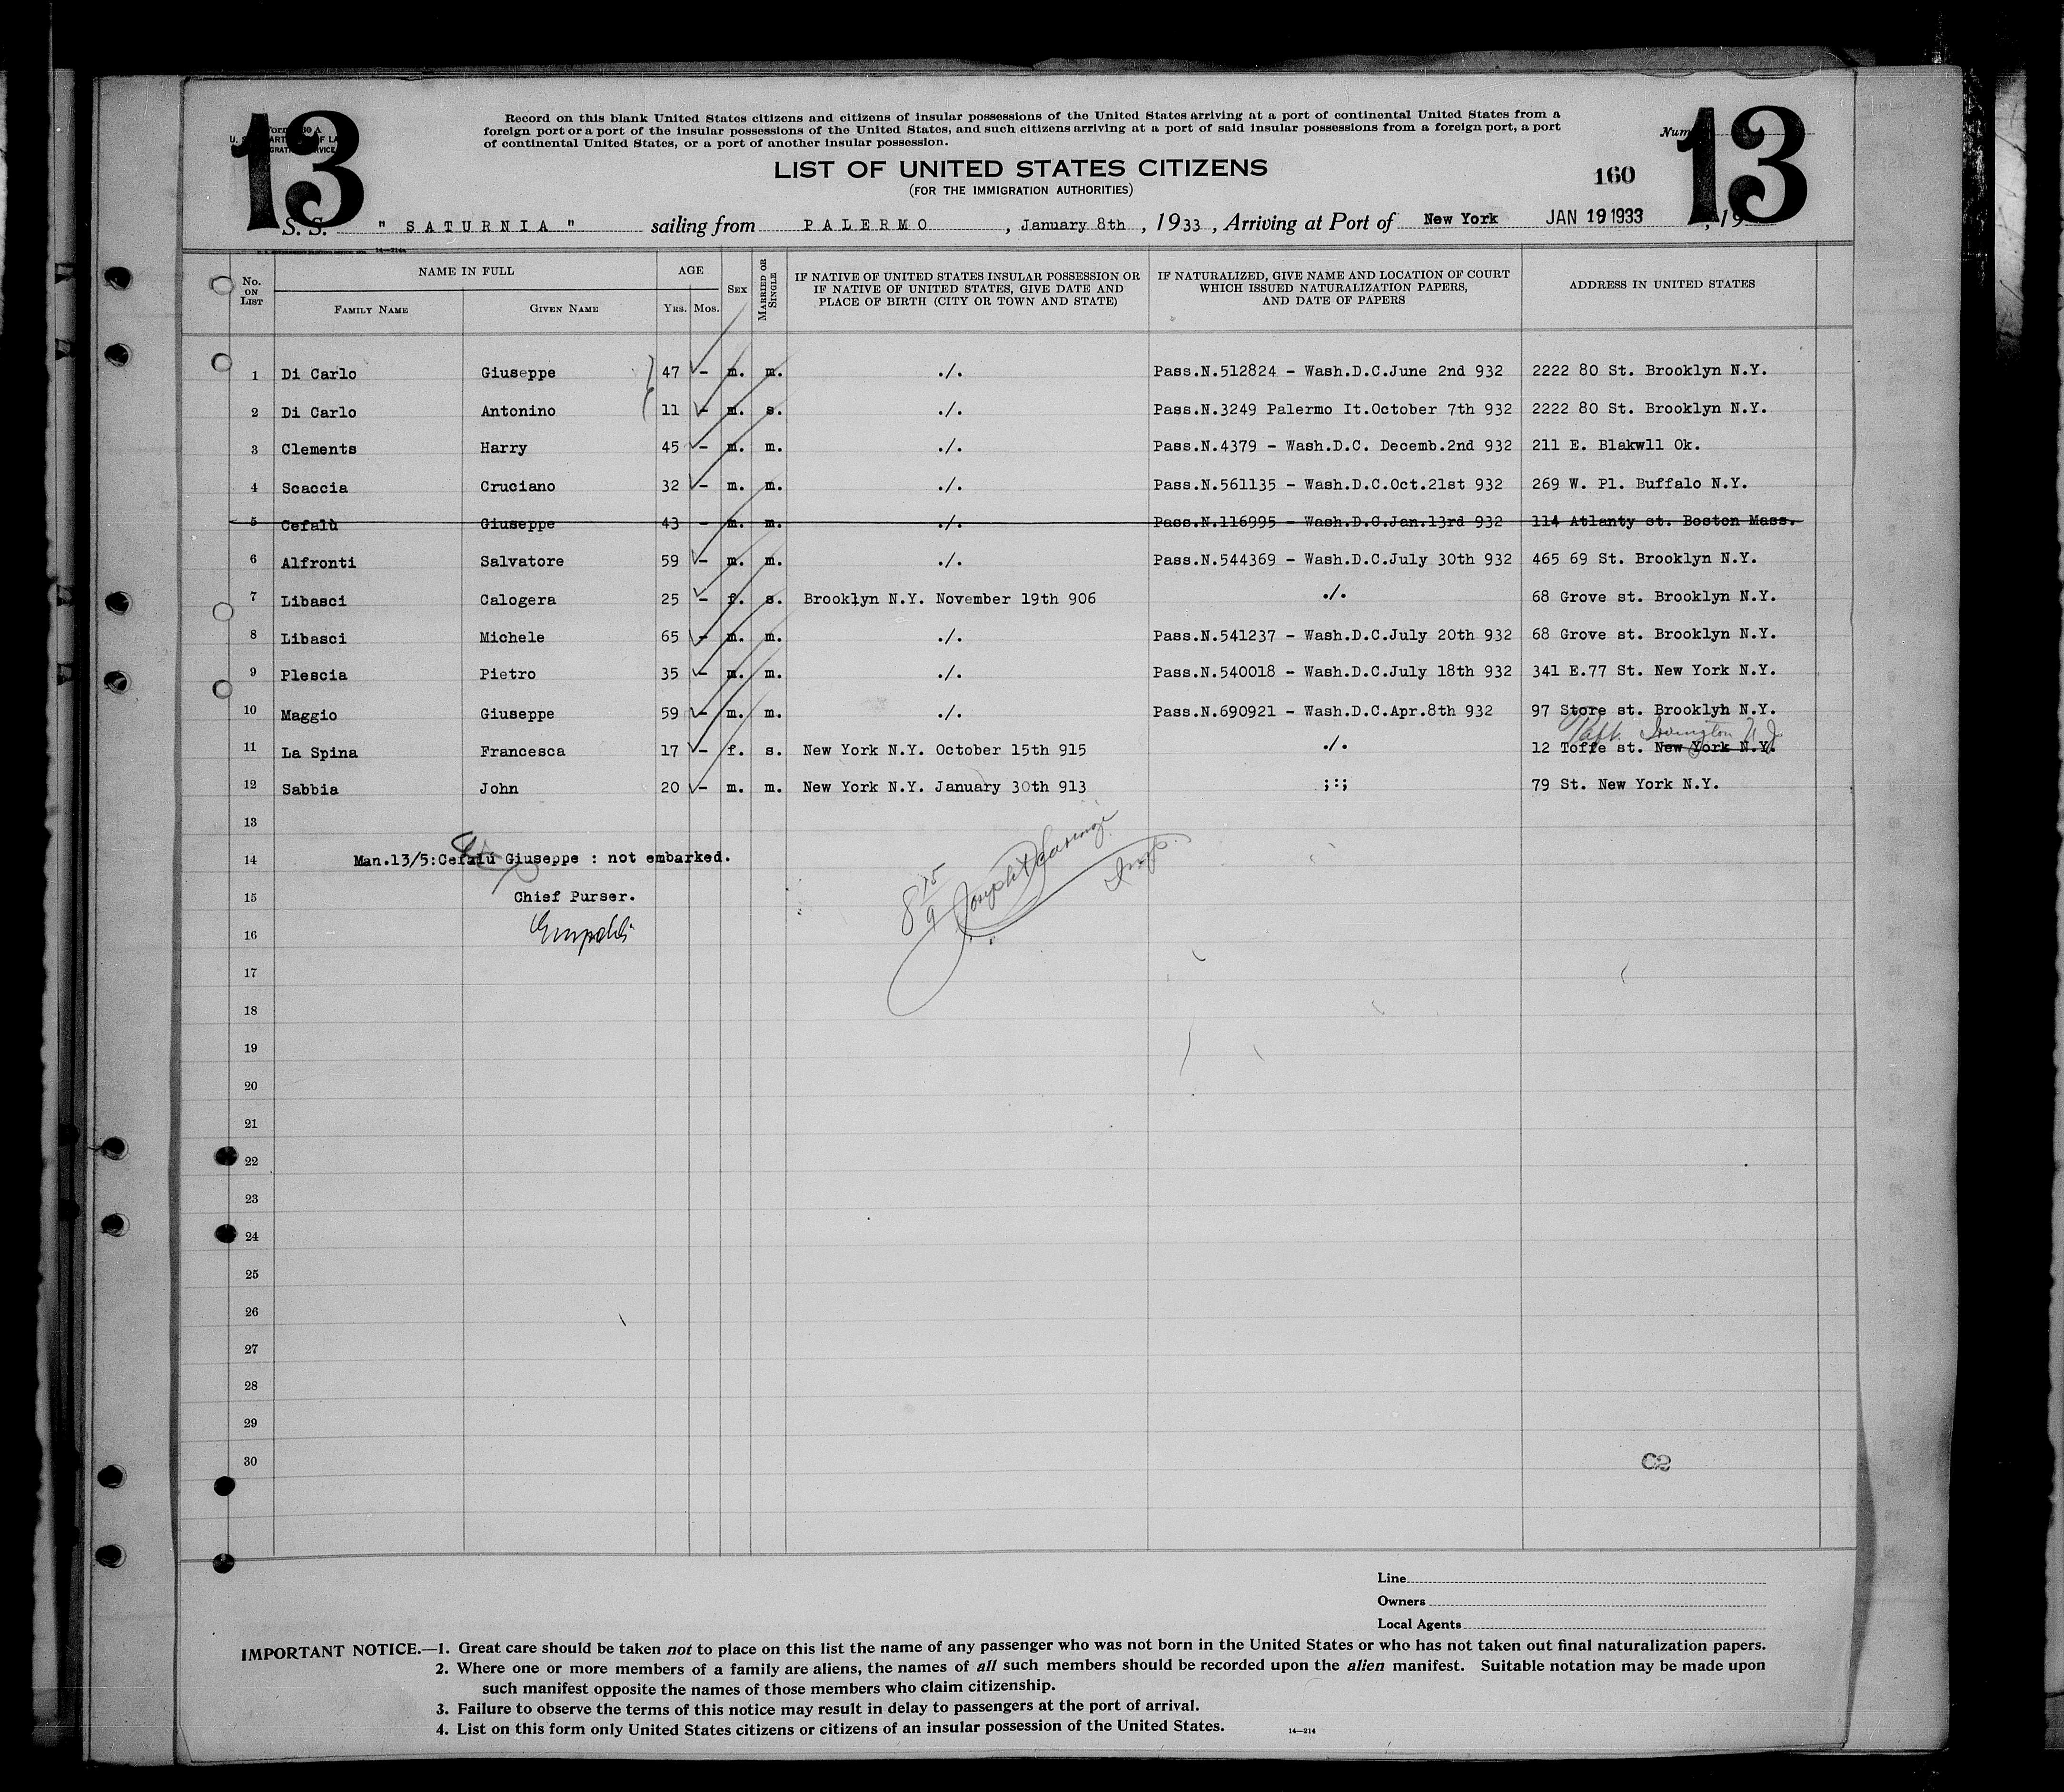 13
Record on this blank United States citizens and citizens of insular possessions of the United States arriving at a port of continental United States from a
foreign port or a port of the insular possessions of the United States, and such citizens arriving at a port of said insular possessions from a foreign port, a port
of continental United States, or a port of another insular possession.
13
LIST OF UNITED STATES CITIZENS
(FOR THE IMMIGRATION AUTHORITIES)
160
S. S. " SATURNIA " sailing from PALERMO , January 8th , 1933 , Arriving at Port of New York JAN 19 1933 , 19
No. ON LIST
NAME IN FULL
FAMILY NAME
GIVEN NAME
AGE
YRS. MOS.
SEX
MARRIED OR SINGLE
IF NATIVE OF UNITED STATES INSULAR POSSESSION OR
IF NATIVE OF UNITED STATES, GIVE DATE AND
PLACE OF BIRTH (CITY OR TOWN AND STATE)
IF NATURALIZED, GIVE NAME AND LOCATION OF COURT
WHICH ISSUED NATURALIZATION PAPERS,
AND DATE OF PAPERS
ADDRESS IN UNITED STATES
1 Di Carlo Giuseppe 47 - m. m. ./. Pass.N.512824 - Wash.D.C.June 2nd 932 2222 80 St. Brooklyn N.Y.
2 Di Carlo Antonino 11 - m. s. ./. Pass.N.3249 Palermo It.October 7th 932 2222 80 St. Brooklyn N.Y.
3 Clements Harry 45 - m. m. ./. Pass.N.4379 - Wash.D.C. Decemb.2nd 932 211 E. Blakwll Ok.
4 Scaccia Cruciano 32 - m. m. ./. Pass.N.561135 - Wash.D.C.Oct.21st 932 269 W. Pl. Buffalo N.Y.
5 Cefalù Giuseppe 43 - m. m. ./. Pass.N.116995 - Wash.D.C.Jan.13rd 932 114 Atlanty st. Boston Mass.
6 Alfronti Salvatore 59 - m. m. ./. Pass.N.544369 - Wash.D.C.July 30th 932 465 69 St. Brooklyn N.Y.
7 Libasci Calogera 25 - f. s. Brooklyn N.Y. November 19th 906 ./. 68 Grove st. Brooklyn N.Y.
8 Libasci Michele 65 - m. m. ./. Pass.N.541237 - Wash.D.C.July 20th 932 68 Grove st. Brooklyn N.Y.
9 Plescia Pietro 35 - m. m. ./. Pass.N.540018 - Wash.D.C.July 18th 932 341 E.77 St. New York N.Y.
10 Maggio Giuseppe 59 - m. m. ./. Pass.N.690921 - Wash.D.C.Apr.8th 932 97 Store st. Brooklyn N.Y.
Taft Irvington N.J.
11 La Spina Francesca 17 - f. s. New York N.Y. October 15th 915 ./. 12 Toffe st. New York N.Y.
12 Sabbia John 20 - m. m. New York N.Y. January 30th 913 ;:; 79 St. New York N.Y.
13
14 Man.13/5:Cefalù Giuseppe : not embarked.
15 Chief Purser.
16
17
18
19
20
21
22
23
24
25
26
27
28
29
30
C2
Line
Owners
Local Agents
IMPORTANT NOTICE.—1. Great care should be taken not to place on this list the name of any passenger who was not born in the United States or who has not taken out final naturalization papers.
2. Where one or more members of a family are aliens, the names of all such members should be recorded upon the alien manifest. Suitable notation may be made upon
such manifest opposite the names of those members who claim citizenship.
3. Failure to observe the terms of this notice may result in delay to passengers at the port of arrival.
4. List on this form only United States citizens or citizens of an insular possession of the United States.
14—214